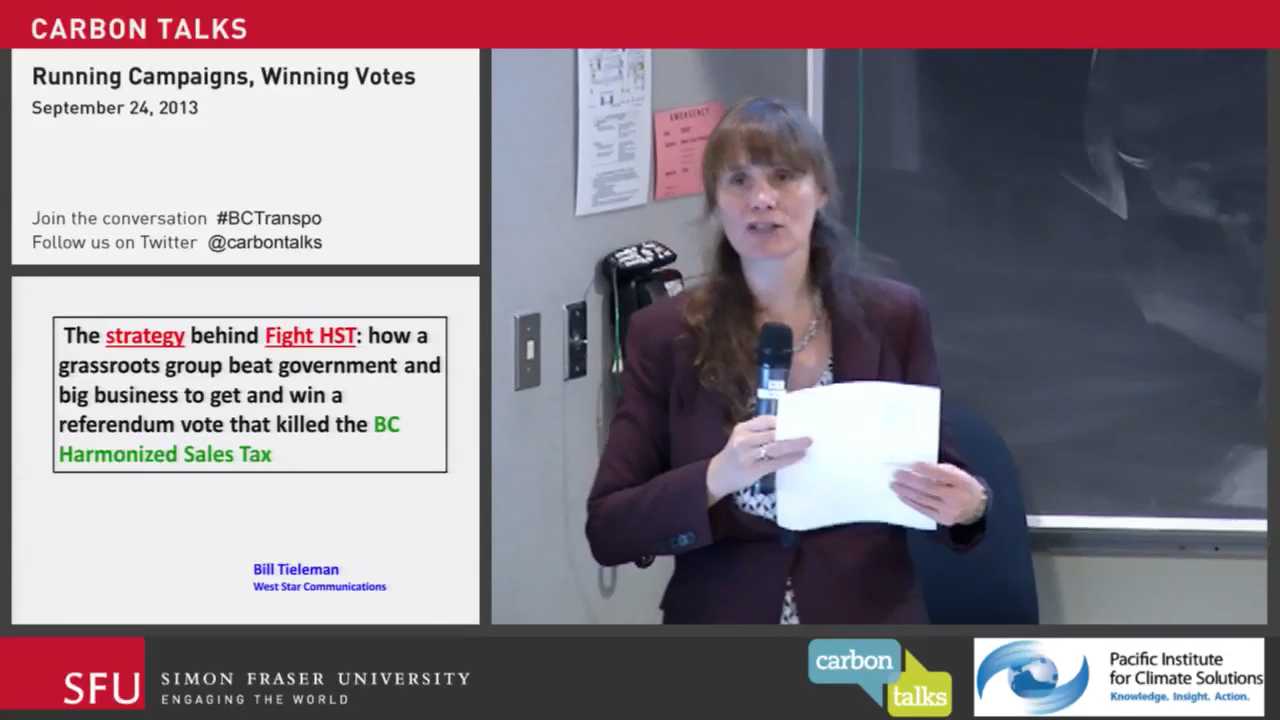 CARBON TALKS
Running Campaigns, Winning Votes
September 24, 2013
Join the conversation #BCTranspo
Follow us on Twitter @carbontalks
The strategy behind Fight HST: how a
grassroots group beat government and
big business to get and win a
referendum vote that killed the BC
Harmonized Sales Tax
Bill Tieleman
West Star Communications
EMERGENCY
SFU
SIMON FRASER UNIVERSITY
ENGAGING THE WORLD
carbon
talks
Pacific Institute
for Climate Solutions
Knowledge. Insight. Action.